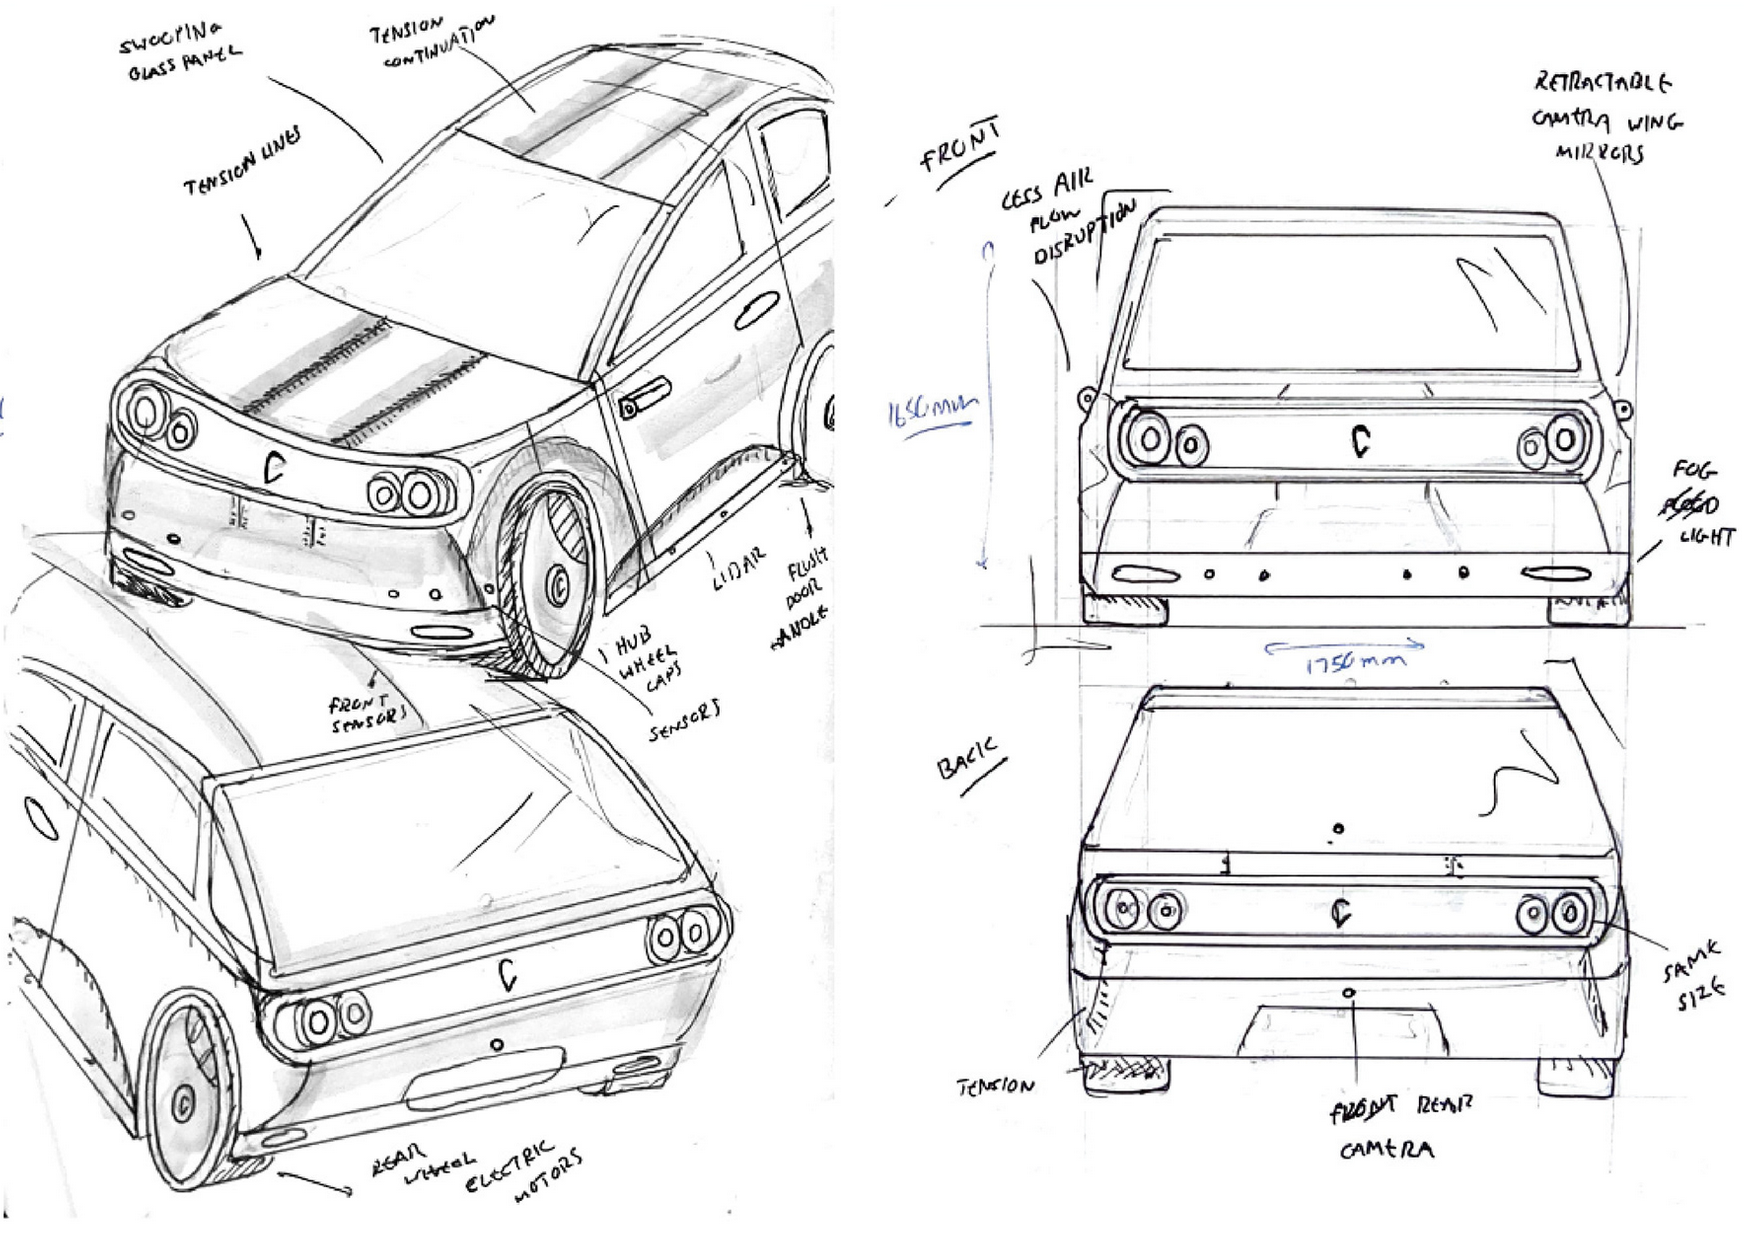 SWOOPING
GLASS PANEL
TENSION
CONTINUATION
TENSION LINES
C
C
LIDAR
FLUSH
DOOR
HANDLE
HUB
WHEEL
CAPS
SENSORS
FRONT
SENSORS
C
C
REAR
WHEEL
ELECTRIC
MOTORS
FRONT
LESS AIR
FLOW
DISRUPTION
RETRACTABLE
CAMERA WING
MIRRORS
1650mm
C
FOG
LIGHT
1750mm
BACK
C
SAME
SIZE
TENSION
FRONT REAR
CAMERA